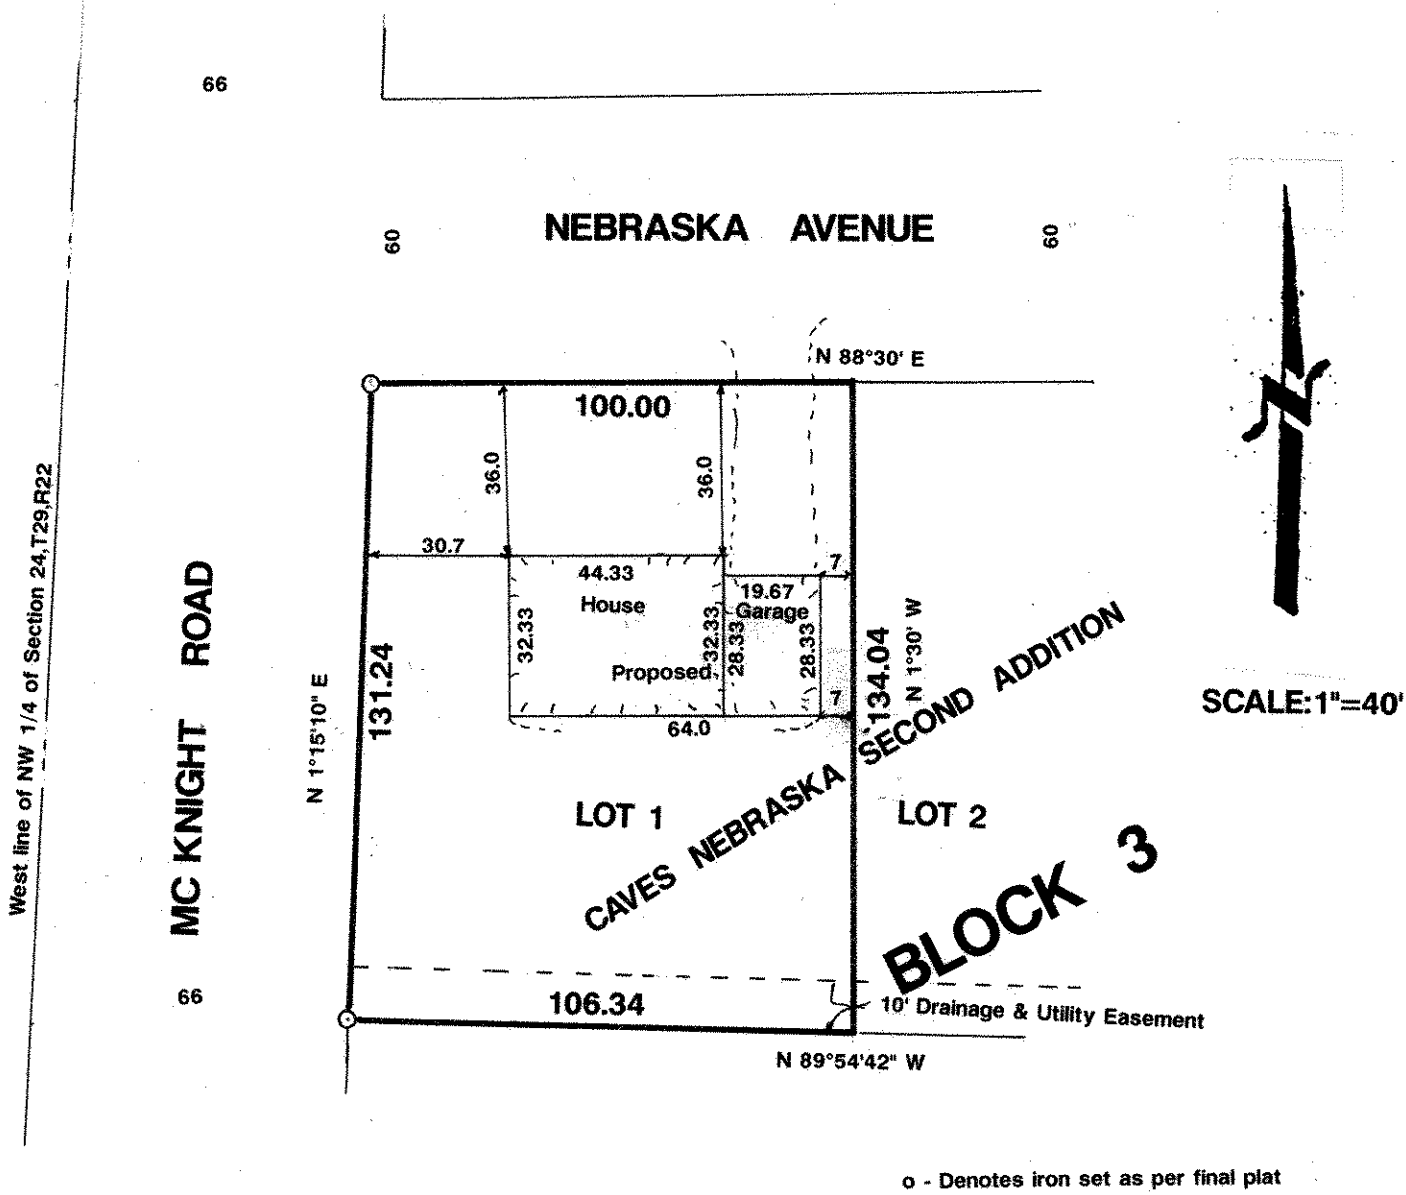 66
NEBRASKA AVENUE
60
60
N 88°30' E
100.00
36.0
36.0
30.7
7
44.33
19.67
House
Garage
32.33
32.33
28.33
28.33
Proposed
7
64.0
131.24
N 1°15'10" E
134.04
N 1°30' W
MC KNIGHT ROAD
West line of NW 1/4 of Section 24,T29,R22
SCALE:1"=40'
LOT 1
LOT 2
CAVES NEBRASKA SECOND ADDITION
BLOCK 3
66
106.34
10' Drainage & Utility Easement
N 89°54'42" W
o - Denotes iron set as per final plat